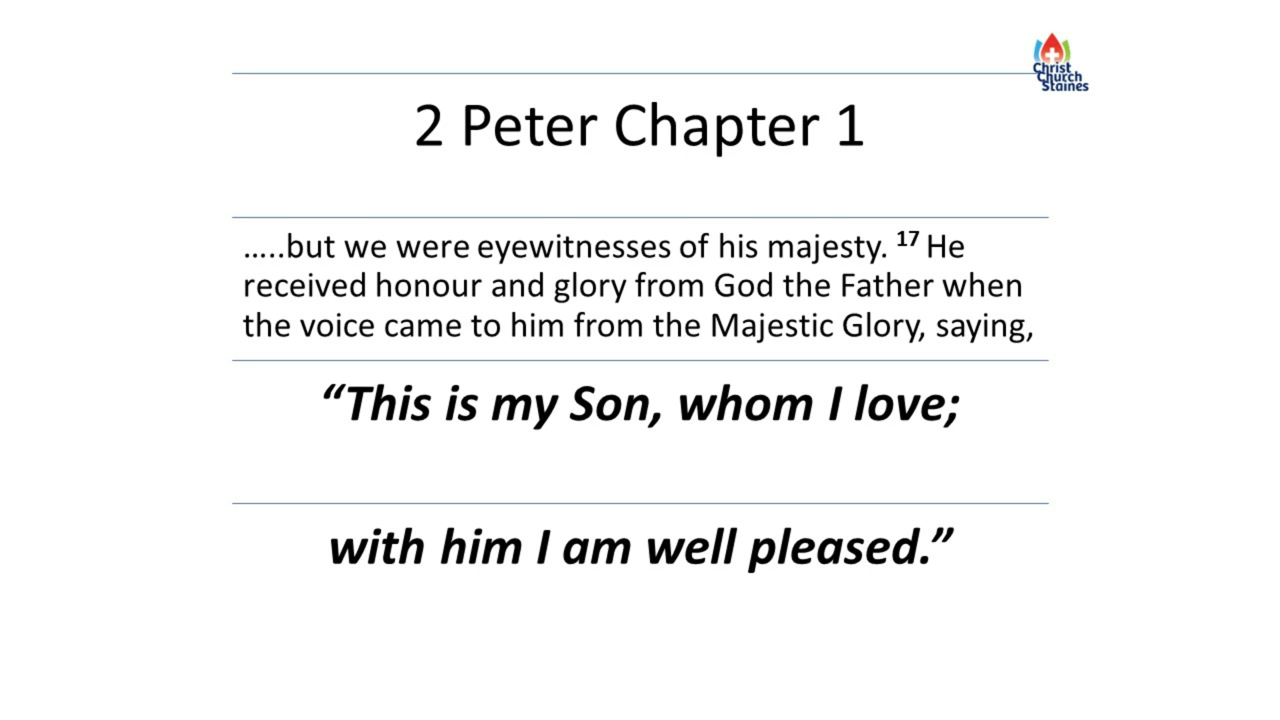 Christ
Church
Staines
2 Peter Chapter 1
…..but we were eyewitnesses of his majesty. 17 He
received honour and glory from God the Father when
the voice came to him from the Majestic Glory, saying,
“This is my Son, whom I love;
with him I am well pleased.”